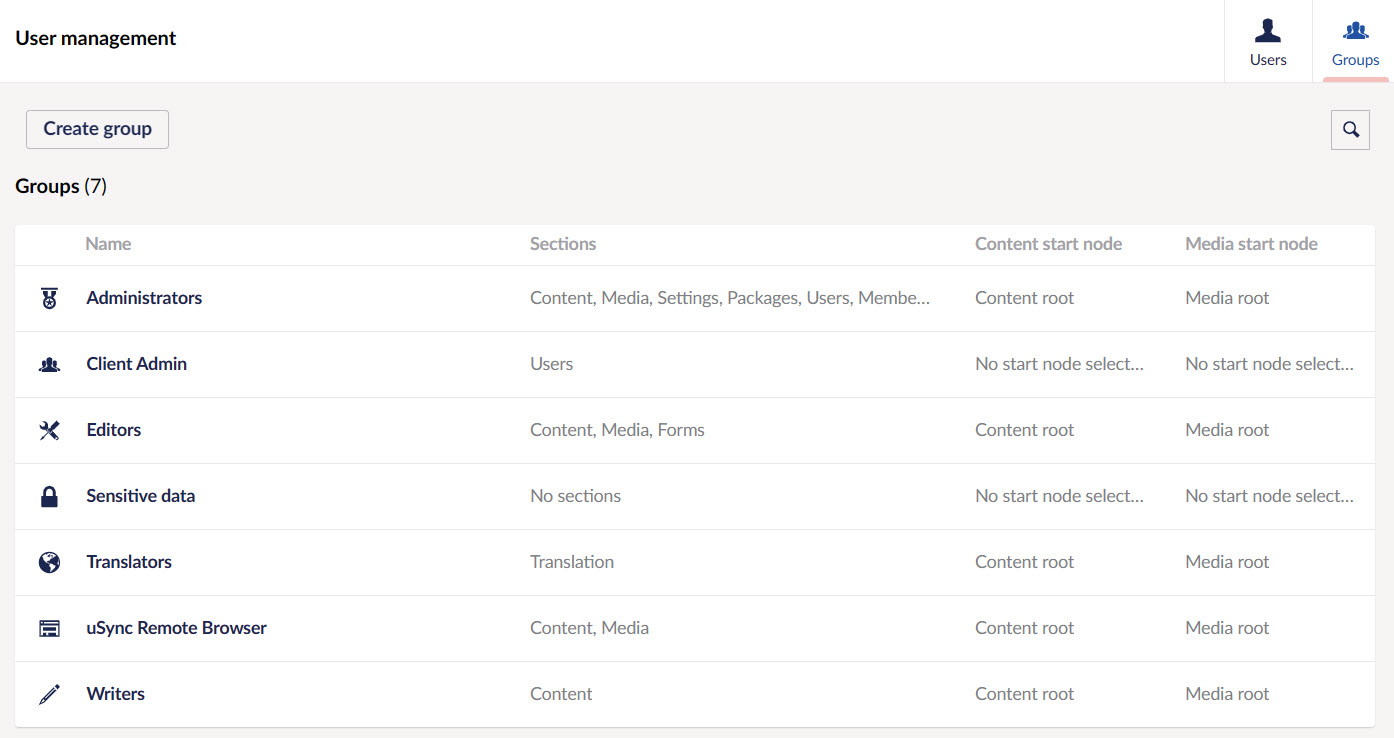 User management
Users
Groups
Create group
Groups (7)
Name Sections Content start node Media start node
Administrators Content, Media, Settings, Packages, Users, Membe... Content root Media root
Client Admin Users No start node select... No start node select...
Editors Content, Media, Forms Content root Media root
Sensitive data No sections No start node select... No start node select...
Translators Translation Content root Media root
uSync Remote Browser Content, Media Content root Media root
Writers Content Content root Media root